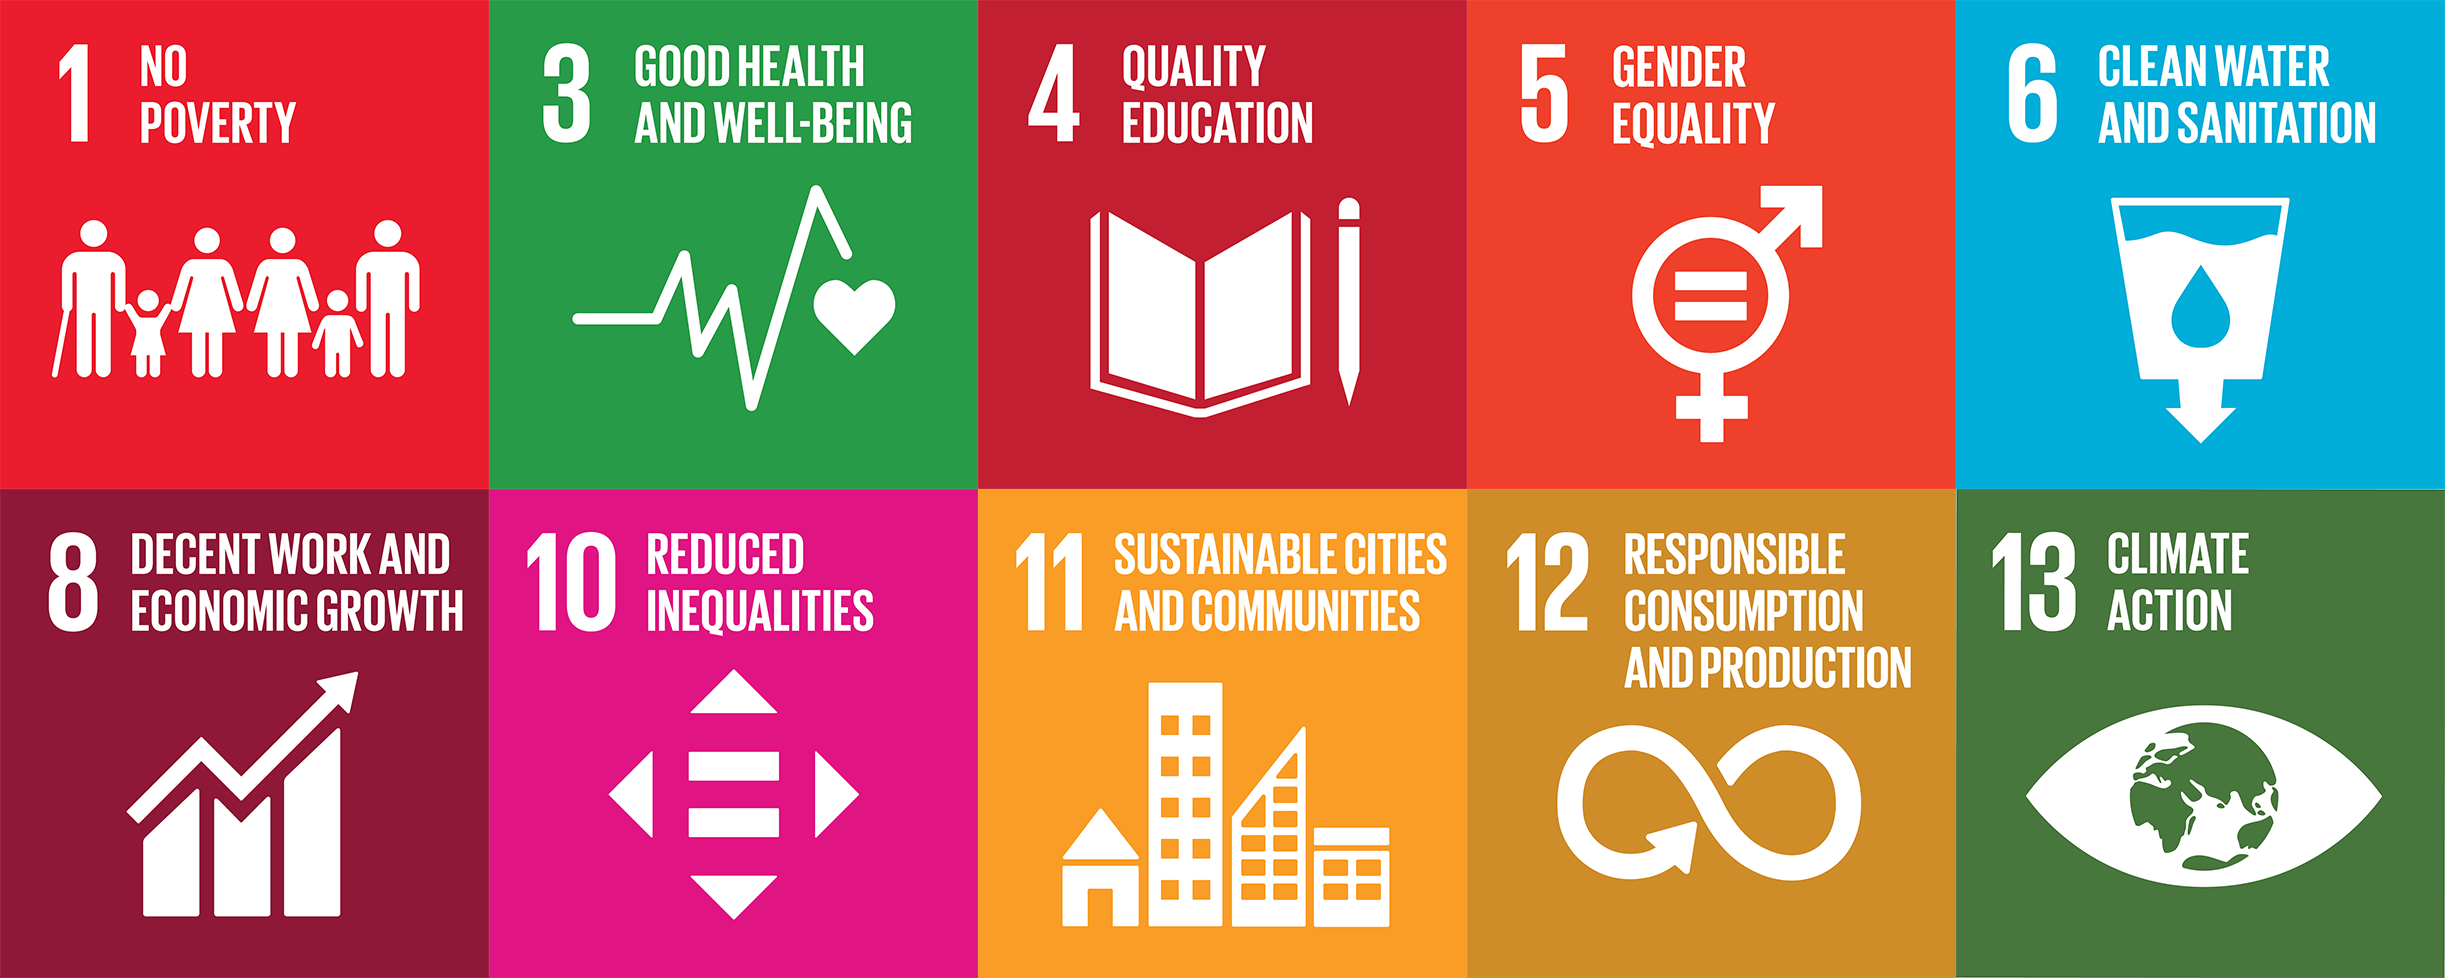 1 NO
POVERTY
3 GOOD HEALTH
AND WELL-BEING
4 QUALITY
EDUCATION
5 GENDER
EQUALITY
6 CLEAN WATER
AND SANITATION
8 DECENT WORK AND
ECONOMIC GROWTH
10 REDUCED
INEQUALITIES
11 SUSTAINABLE CITIES
AND COMMUNITIES
12 RESPONSIBLE
CONSUMPTION
AND PRODUCTION
13 CLIMATE
ACTION